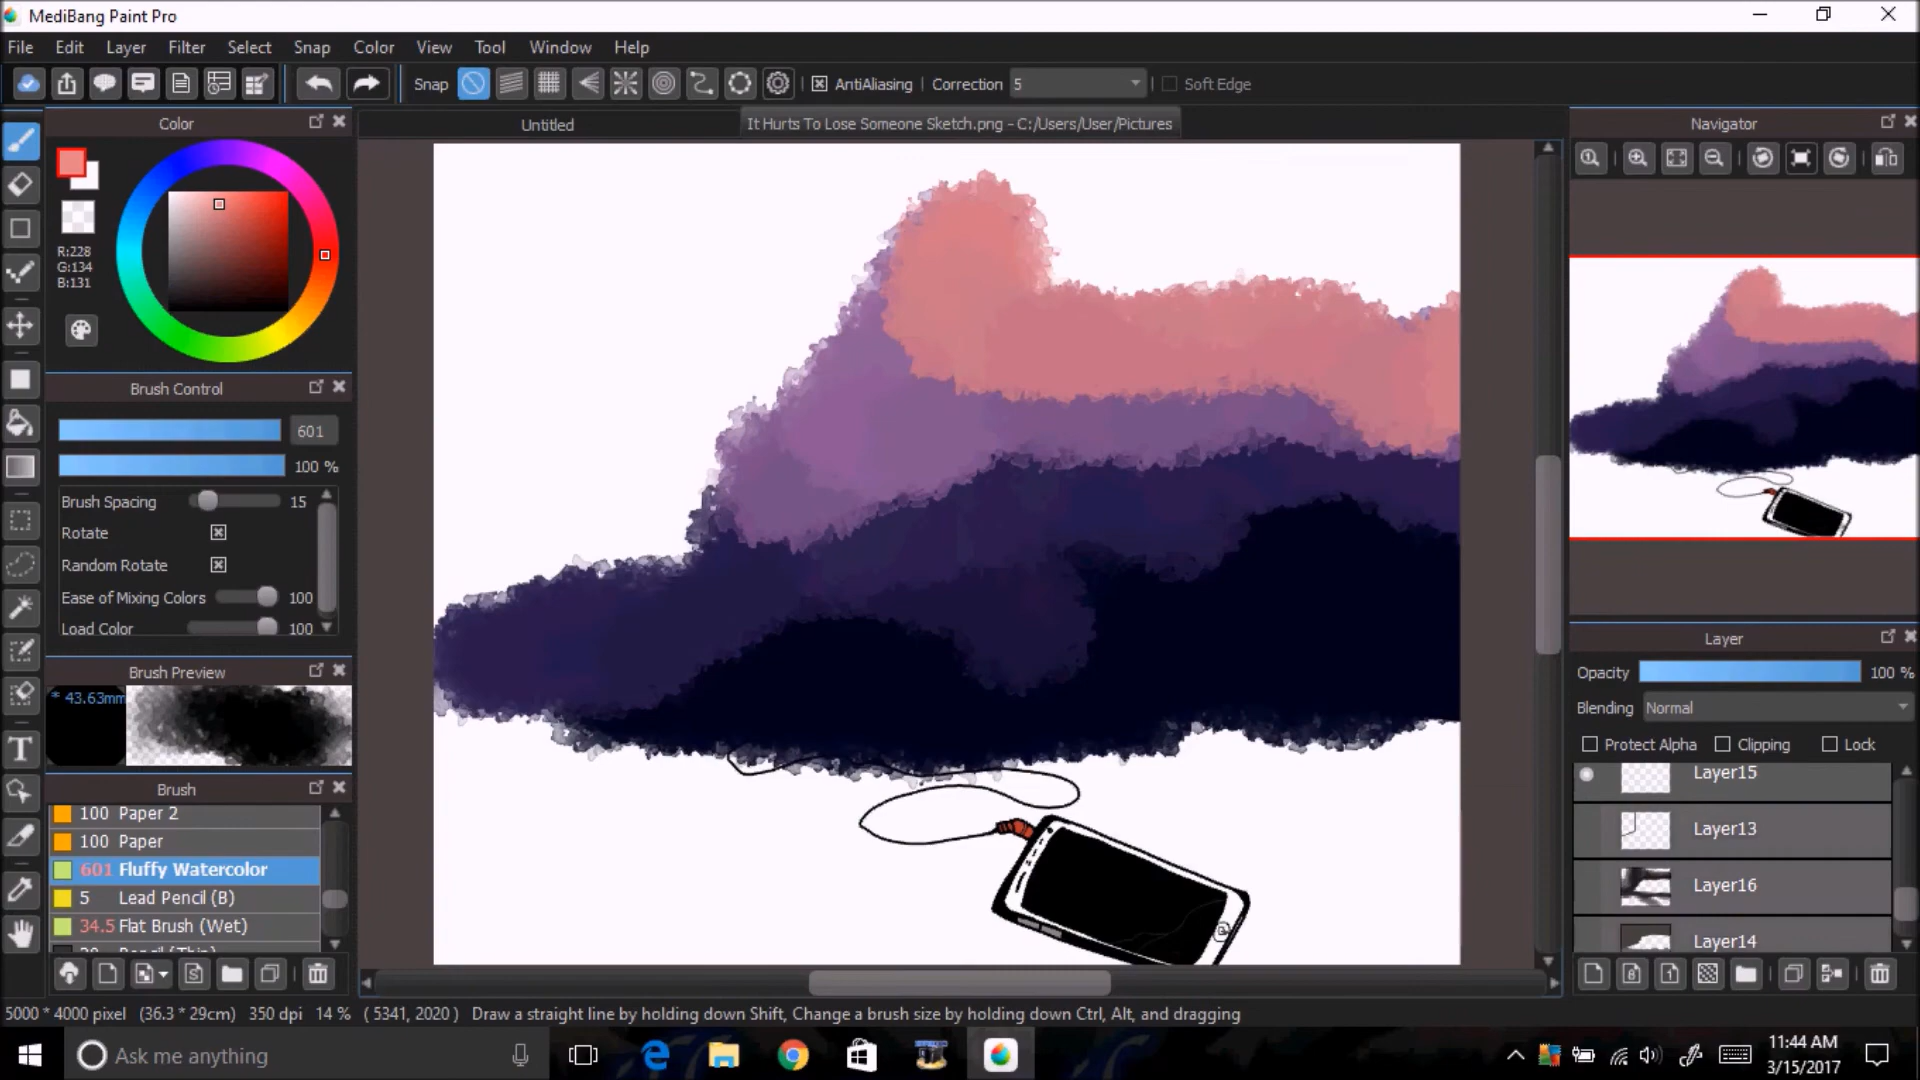 MediBang Paint Pro
File Edit Layer Filter Select Snap Color View Tool Window Help
Snap AntiAliasing Correction 5 Soft Edge
Color
Untitled
It Hurts To Lose Someone Sketch.png - C:/Users/User/Pictures
Navigator
R:228
G:134
B:131
Brush Control
601
100 %
Brush Spacing 15
Rotate
Random Rotate
Ease of Mixing Colors 100
Load Color 100
Brush Preview
* 43.63mm
Brush
100 Paper 2
100 Paper
601 Fluffy Watercolor
5 Lead Pencil (B)
34.5 Flat Brush (Wet)
Layer
Opacity 100 %
Blending Normal
Protect Alpha Clipping Lock
Layer15
Layer13
Layer16
Layer14
5000 * 4000 pixel (36.3 * 29cm) 350 dpi 14 % ( 5341, 2020 ) Draw a straight line by holding down Shift, Change a brush size by holding down Ctrl, Alt, and dragging
Ask me anything
11:44 AM
3/15/2017